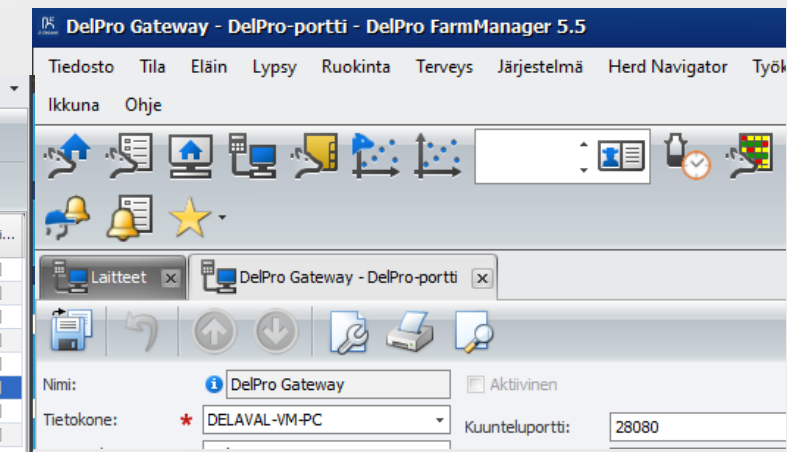 DelPro Gateway - DelPro-portti - DelPro FarmManager 5.5
Tiedosto Tila Eläin Lypsy Ruokinta Terveys Järjestelmä Herd Navigator Työk
Ikkuna Ohje
i...
Laitteet DelPro Gateway - DelPro-portti
Nimi: DelPro Gateway Aktiivinen
Tietokone: * DELAVAL-VM-PC Kuunteluportti: 28080